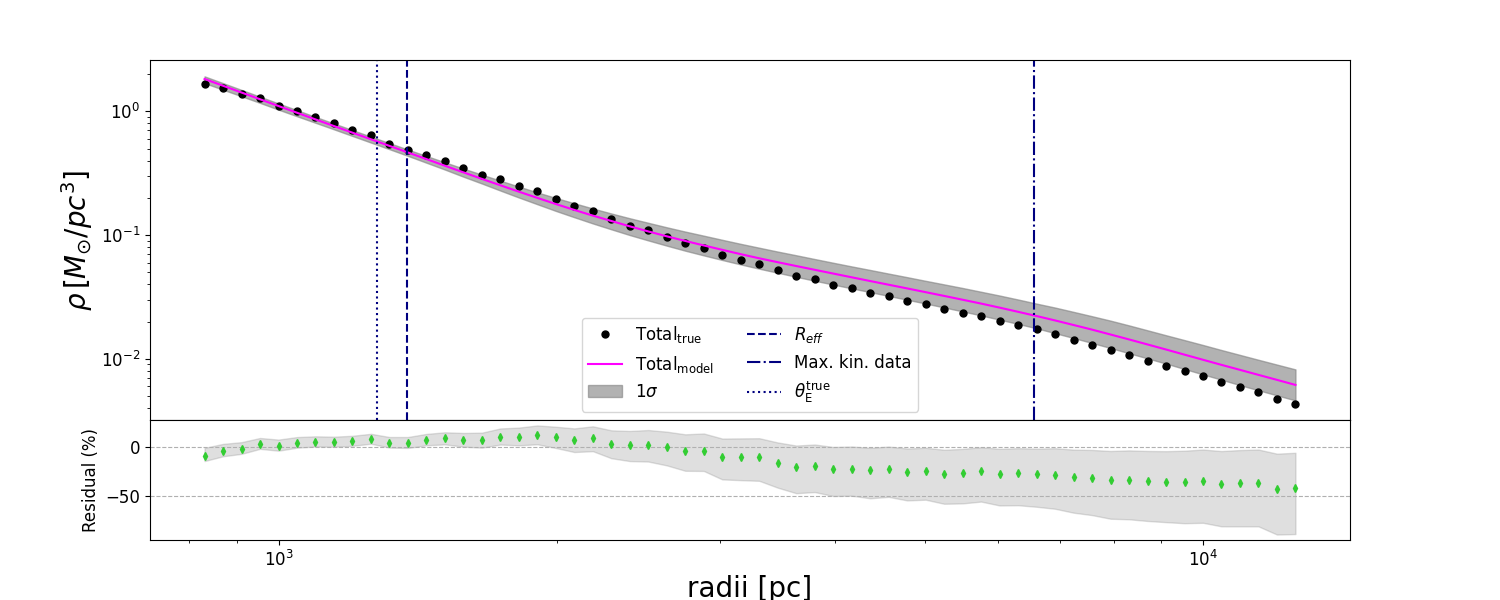 10⁰
10⁻¹
10⁻²
ρ [M⊙/pc³]
Total_true
Total_model
1σ
R_eff
Max. kin. data
θ_E^true
0
−50
Residual (%)
10³
10⁴
radii [pc]